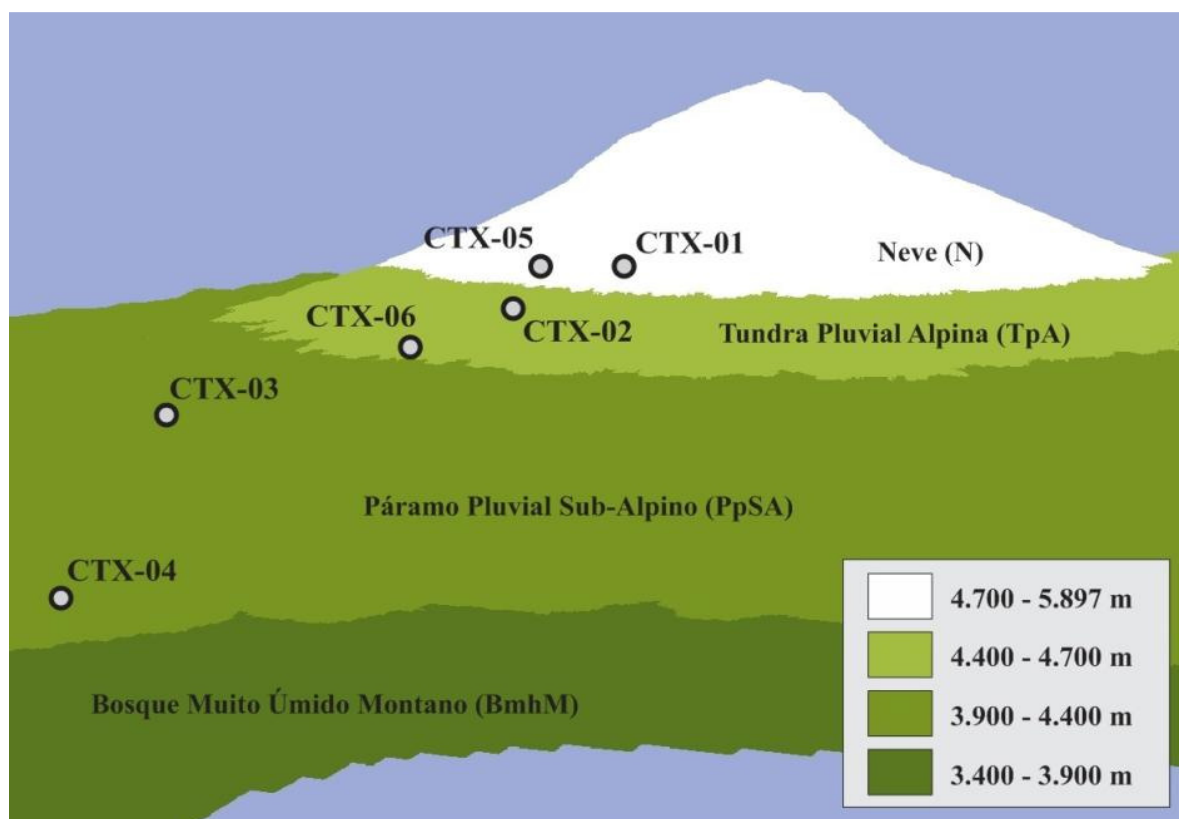 CTX-05
CTX-01
Neve (N)
CTX-06
CTX-02
Tundra Pluvial Alpina (TpA)
CTX-03
Páramo Pluvial Sub-Alpino (PpSA)
CTX-04
Bosque Muito Úmido Montano (BmhM)
4.700 - 5.897 m
4.400 - 4.700 m
3.900 - 4.400 m
3.400 - 3.900 m